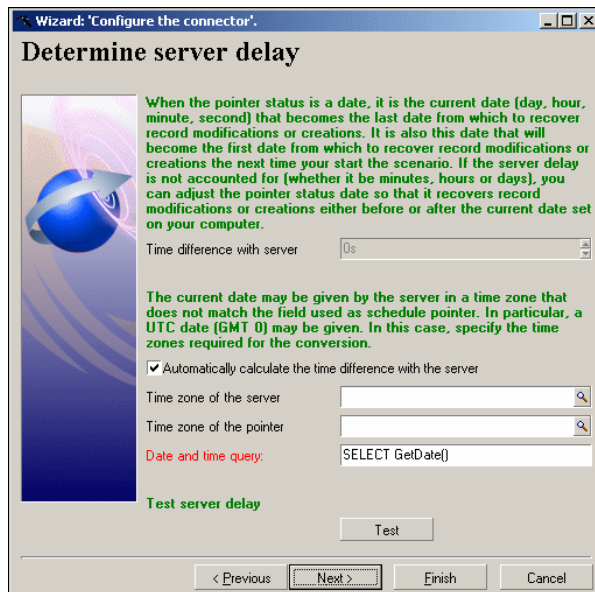 Wizard: 'Configure the connector'.
Determine server delay
When the pointer status is a date, it is the current date (day, hour,
minute, second) that becomes the last date from which to recover
record modifications or creations. It is also this date that will
become the first date from which to recover record modifications or
creations the next time your start the scenario. If the server delay
is not accounted for (whether it be minutes, hours or days), you
can adjust the pointer status date so that it recovers record
modifications or creations either before or after the current date set
on your computer.
Time difference with server 0s
The current date may be given by the server in a time zone that
does not match the field used as schedule pointer. In particular, a
UTC date (GMT 0) may be given. In this case, specify the time
zones required for the conversion.
Automatically calculate the time difference with the server
Time zone of the server
Time zone of the pointer
Date and time query: SELECT GetDate()
Test server delay
Test
< Previous Next > Finish Cancel